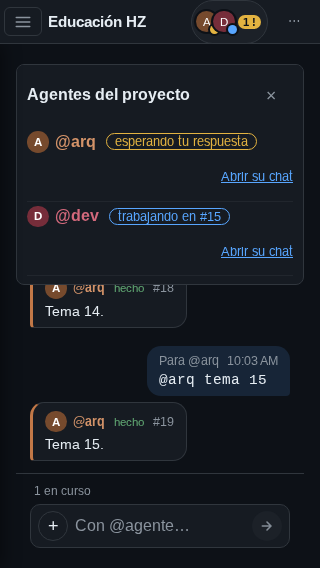 Educación HZ
A D 1 !
...
Agentes del proyecto ×
A @arq esperando tu respuesta
Abrir su chat
D @dev trabajando en #15
Abrir su chat
A @arq hecho #18
Tema 14.
Para @arq 10:03 AM
@arq tema 15
A @arq hecho #19
Tema 15.
1 en curso
+ Con @agente…